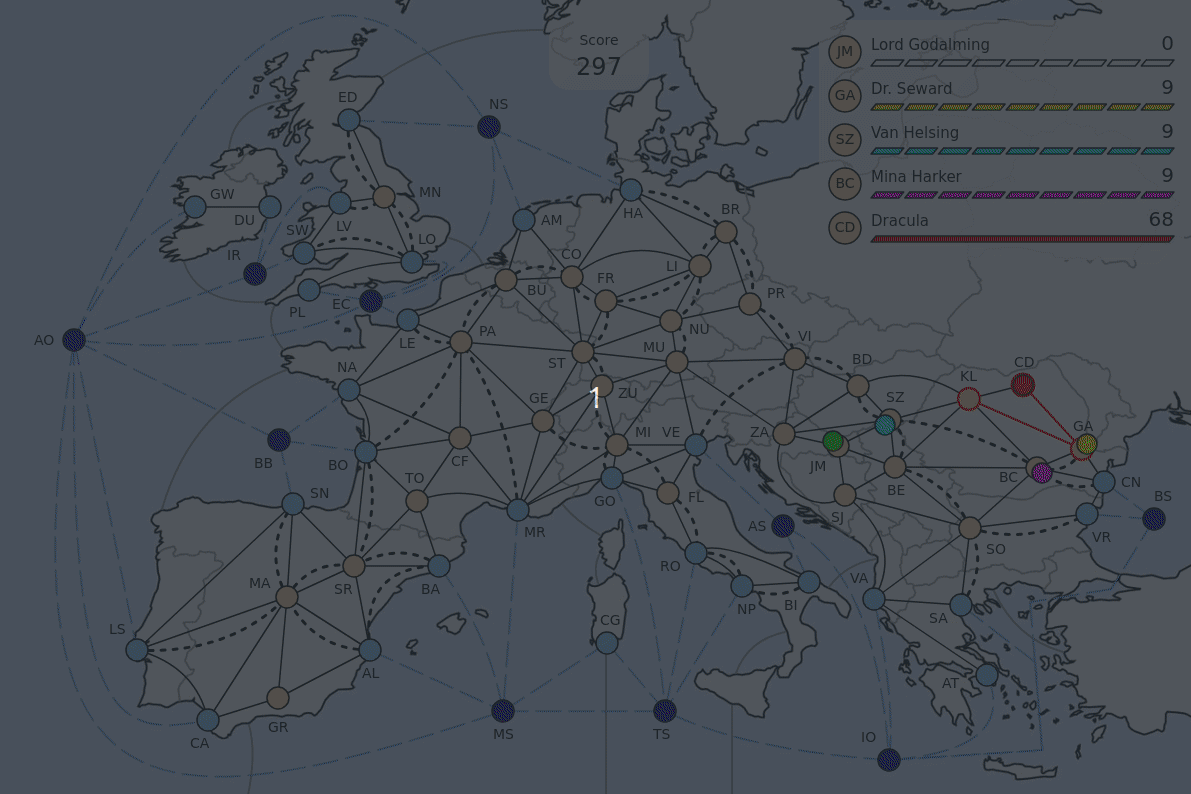 Score
297
JM Lord Godalming 0
GA Dr. Seward 9
SZ Van Helsing 9
BC Mina Harker 9
CD Dracula 68
ED
NS
GW
DU
MN
LV
SW
LO
IR
PL
EC
AM
HA
BR
CO
BU
FR
LI
PR
AO
LE
PA
NU
ST
MU
VI
BD
KL
CD
NA
ZU
1
GE
SZ
MI
VE
ZA
JM
GA
BB
BO
CF
TO
GO
FL
BE
BC
CN
SN
MR
AS
SJ
BS
SO
VR
MA
SR
BA
RO
NP
BI
VA
SA
LS
CG
AL
AT
GR
CA
MS
TS
IO